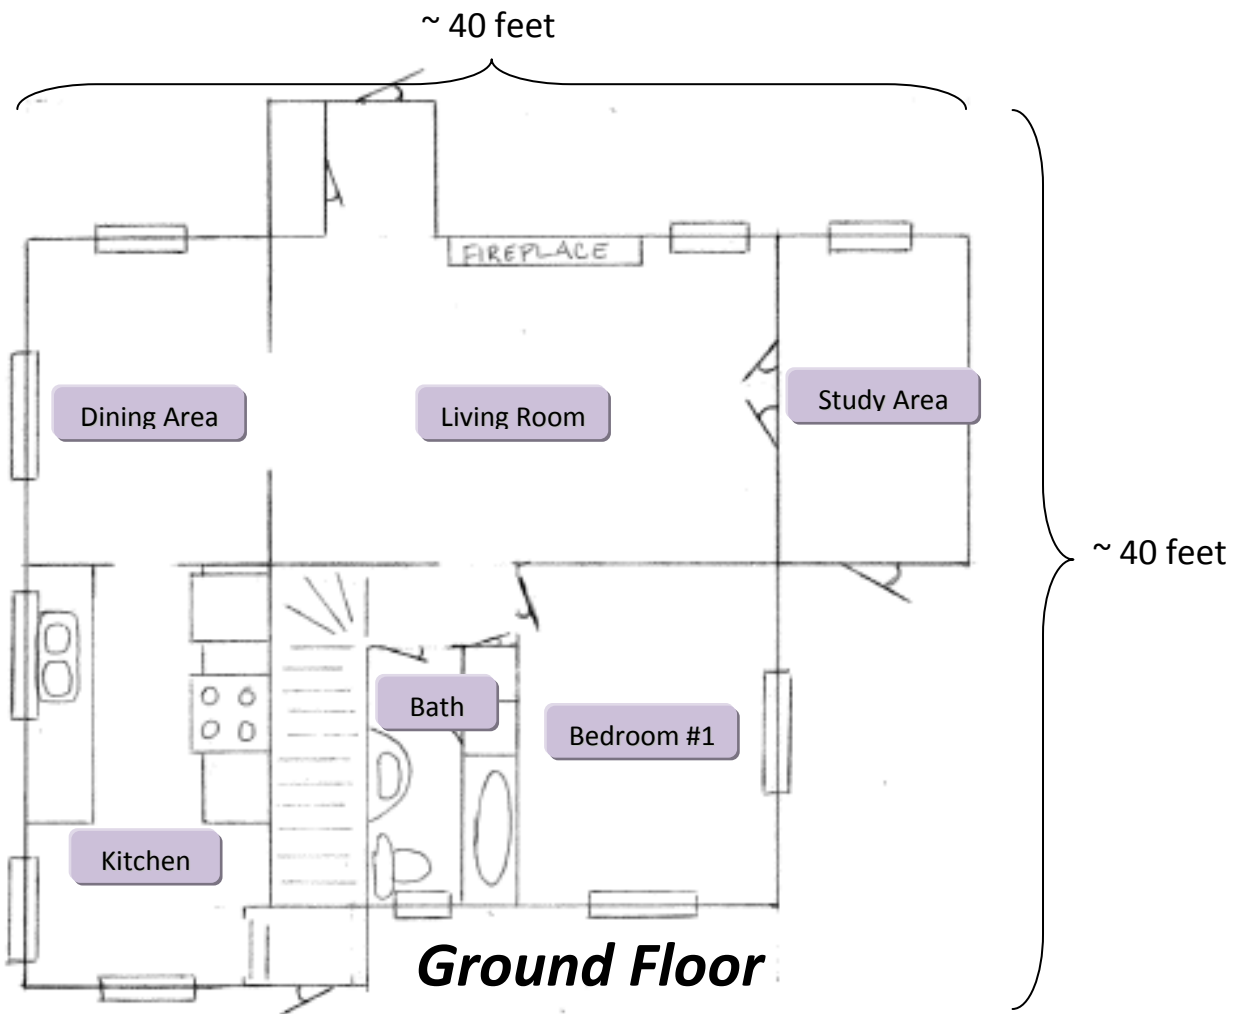 ~ 40 feet
FIREPLACE
Dining Area
Living Room
Study Area
~ 40 feet
Bath
Bedroom #1
Kitchen
Ground Floor